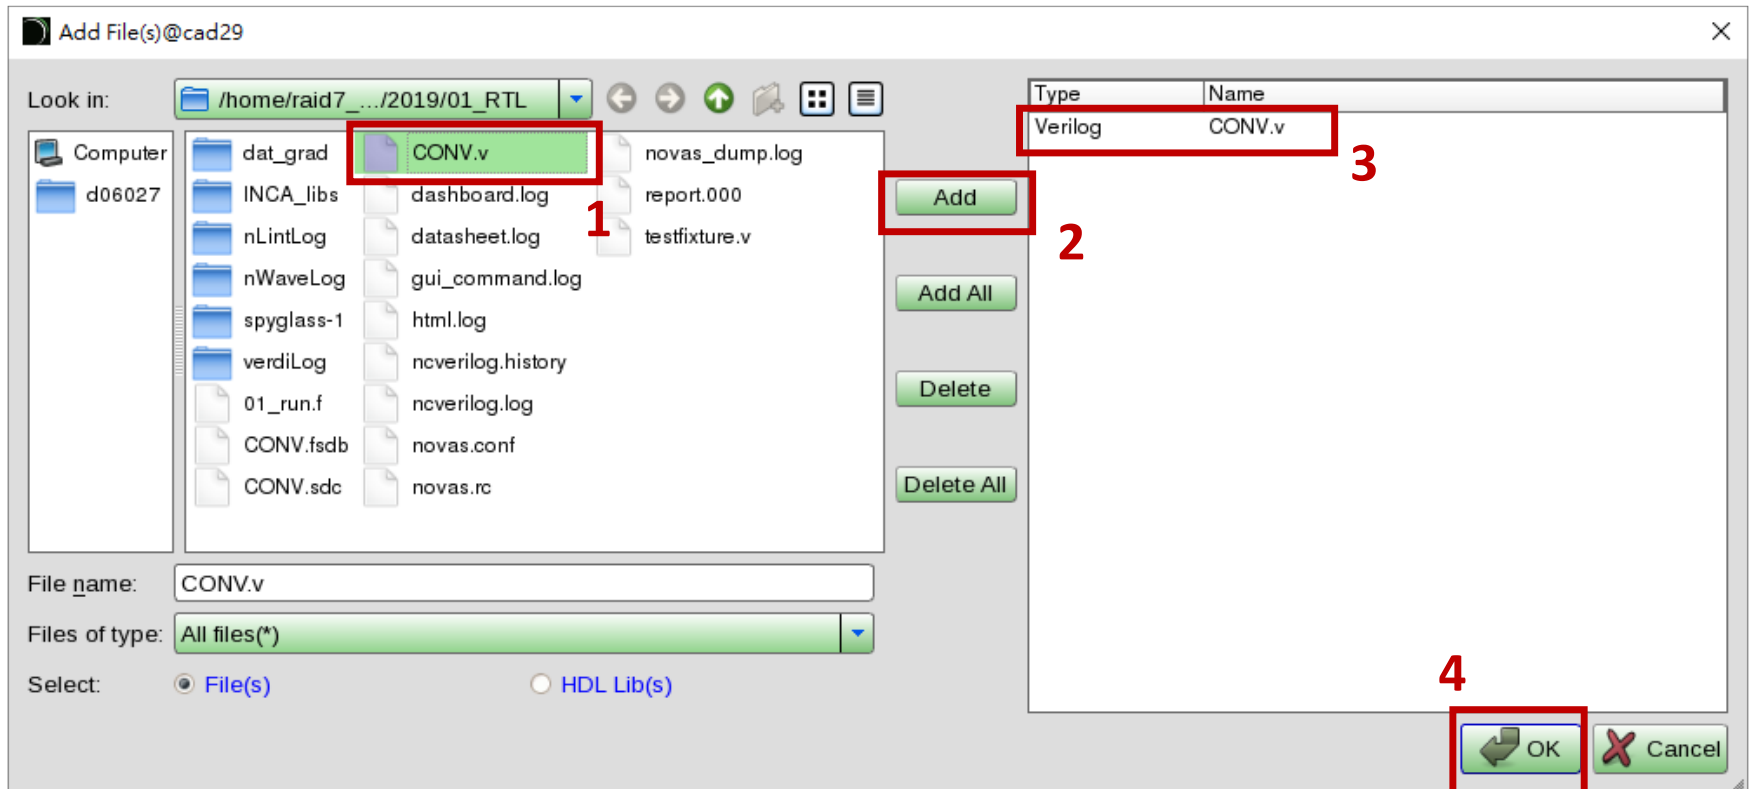 Add File(s)@cad29
Look in:
/home/raid7_.../2019/01_RTL
Computer
d06027
dat_grad
INCA_libs
nLintLog
nWaveLog
spyglass-1
verdiLog
01_run.f
CONV.fsdb
CONV.sdc
CONV.v
dashboard.log
datasheet.log
gui_command.log
html.log
ncverilog.history
ncverilog.log
novas.conf
novas.rc
novas_dump.log
report.000
testfixture.v
1
Add
2
Add All
Delete
Delete All
Type Name
Verilog CONV.v
3
File name: CONV.v
Files of type: All files(*)
Select: File(s) HDL Lib(s)
4
OK
Cancel